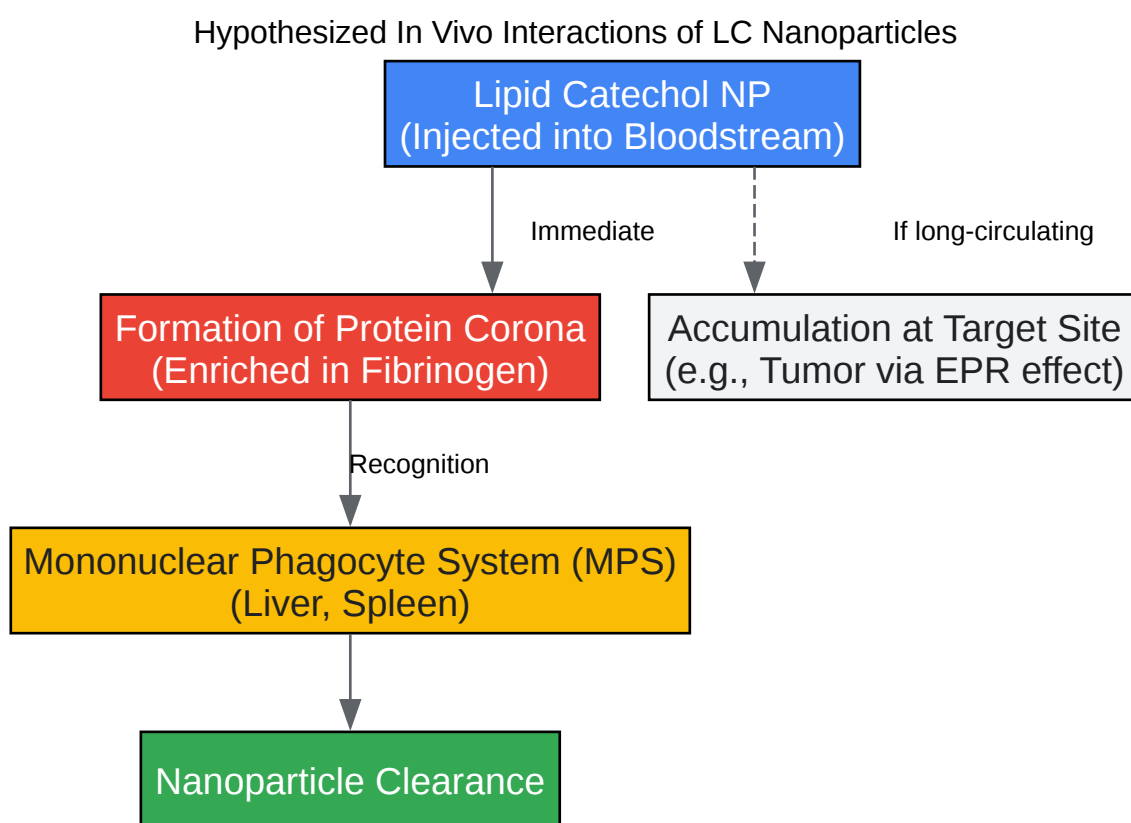 Hypothesized In Vivo Interactions of LC Nanoparticles
Lipid Catechol NP
(Injected into Bloodstream)
Immediate
If long-circulating
Formation of Protein Corona
(Enriched in Fibrinogen)
Accumulation at Target Site
(e.g., Tumor via EPR effect)
Recognition
Mononuclear Phagocyte System (MPS)
(Liver, Spleen)
Nanoparticle Clearance